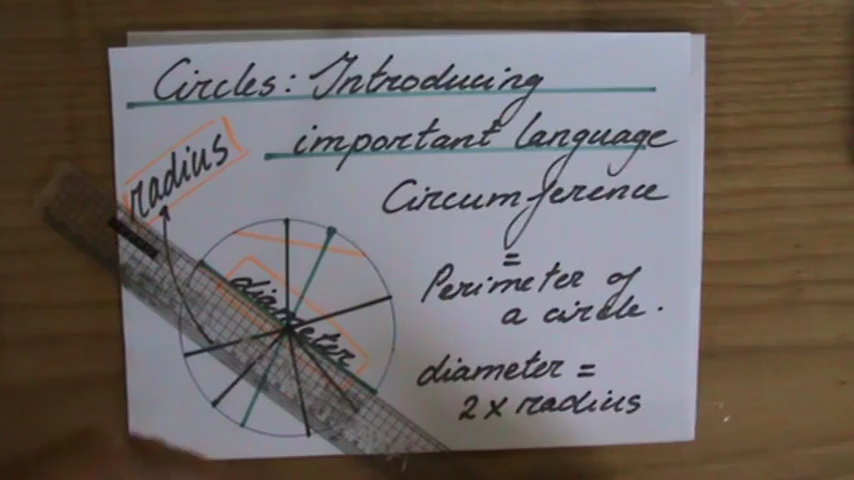 Circles: Introducing
important language
radius
Circumference
=
Perimeter of
a circle.
diameter
diameter =
2 x radius